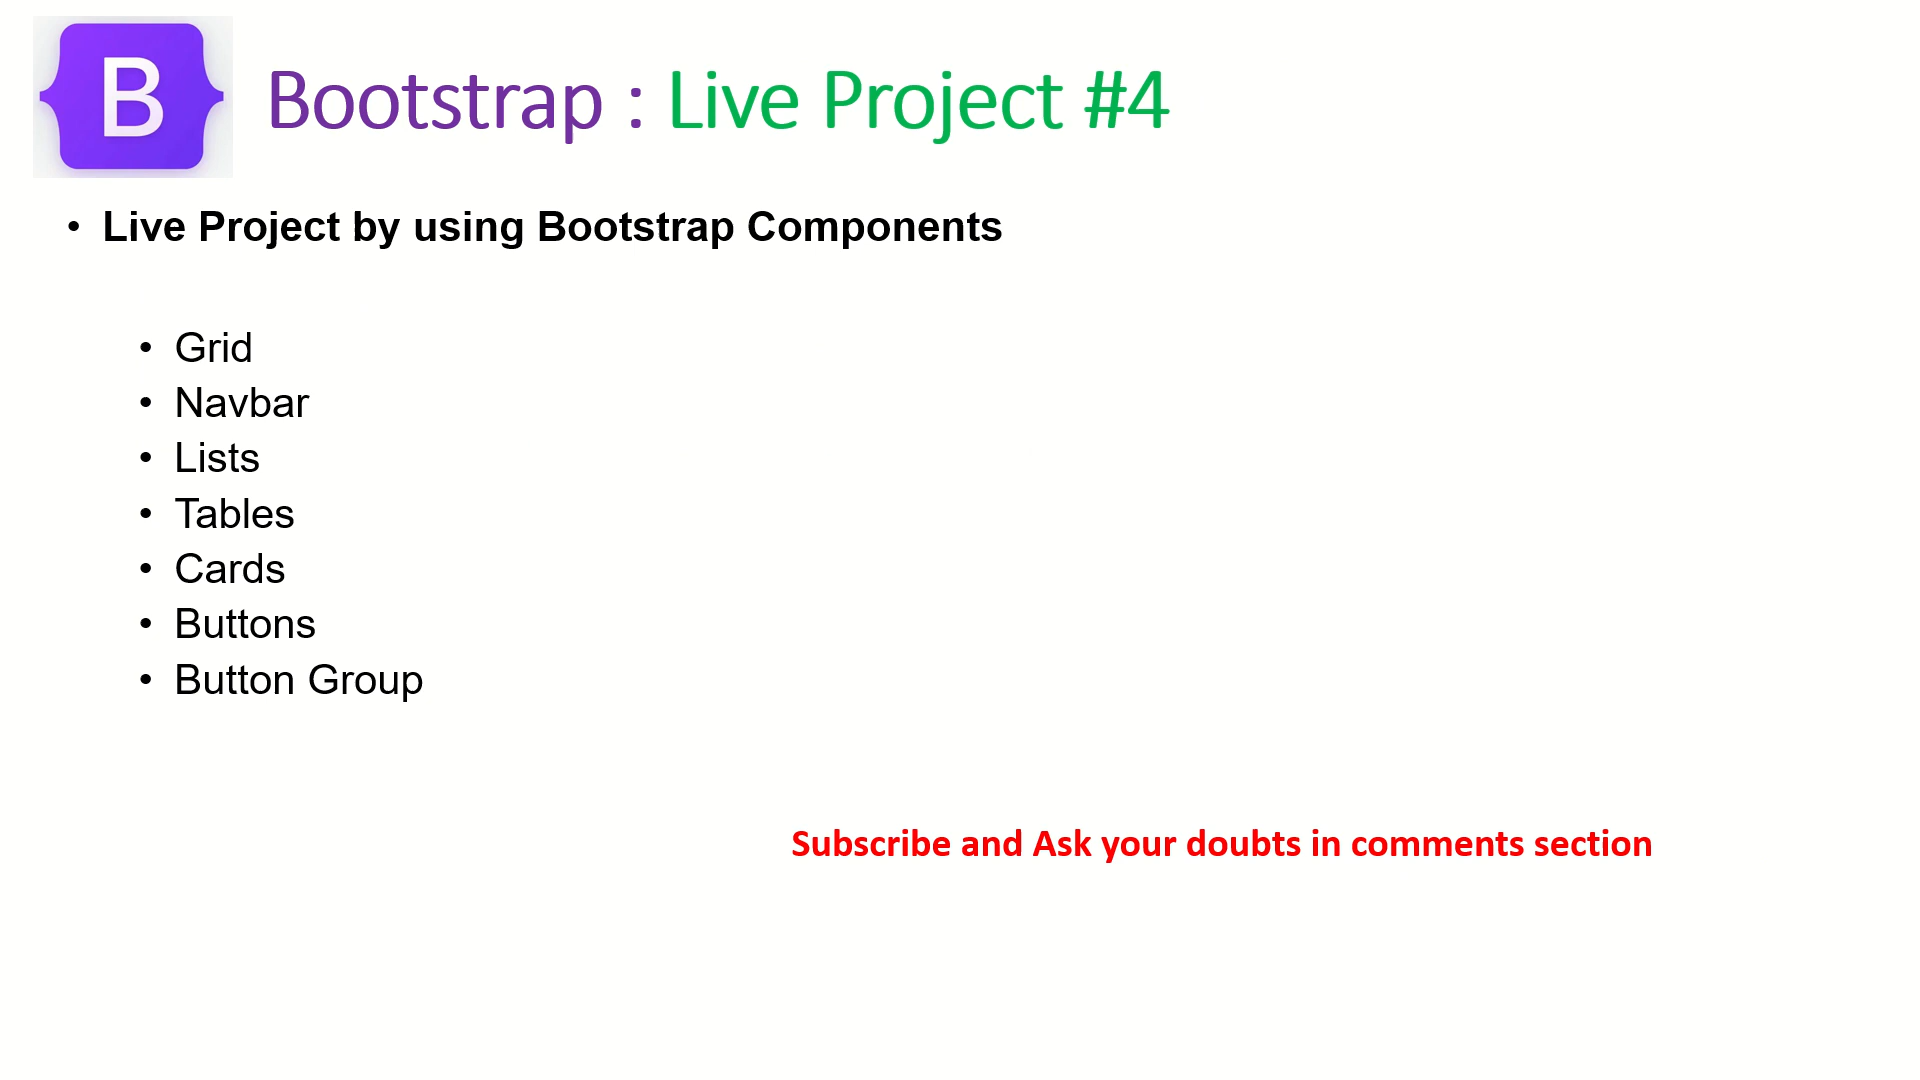 B
Bootstrap : Live Project #4
• Live Project by using Bootstrap Components
• Grid
• Navbar
• Lists
• Tables
• Cards
• Buttons
• Button Group
Subscribe and Ask your doubts in comments section